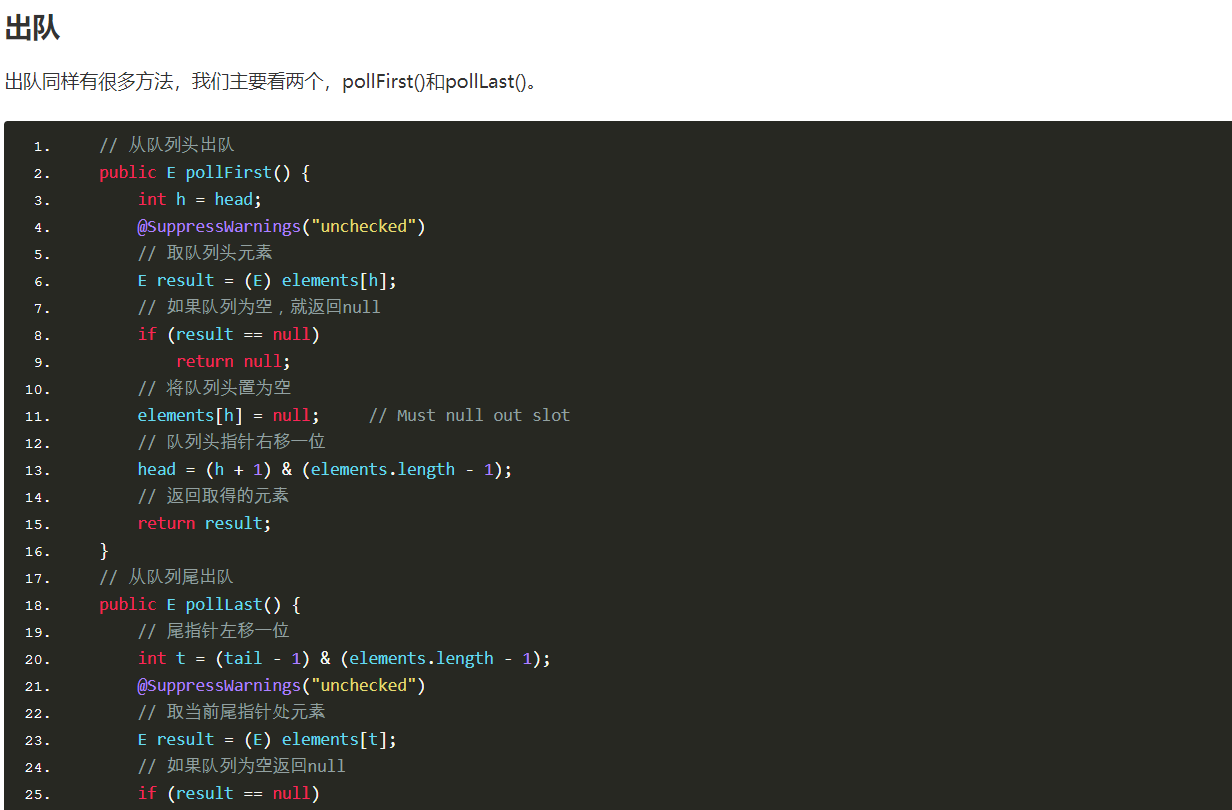 出队
出队同样有很多方法，我们主要看两个，pollFirst()和pollLast()。
1.     // 从队列头出队
2.     public E pollFirst() {
3.         int h = head;
4.         @SuppressWarnings("unchecked")
5.         // 取队列头元素
6.         E result = (E) elements[h];
7.         // 如果队列为空，就返回null
8.         if (result == null)
9.             return null;
10.         // 将队列头置为空
11.         elements[h] = null;     // Must null out slot
12.         // 队列头指针右移一位
13.         head = (h + 1) & (elements.length - 1);
14.         // 返回取得的元素
15.         return result;
16.     }
17.     // 从队列尾出队
18.     public E pollLast() {
19.         // 尾指针左移一位
20.         int t = (tail - 1) & (elements.length - 1);
21.         @SuppressWarnings("unchecked")
22.         // 取当前尾指针处元素
23.         E result = (E) elements[t];
24.         // 如果队列为空返回null
25.         if (result == null)